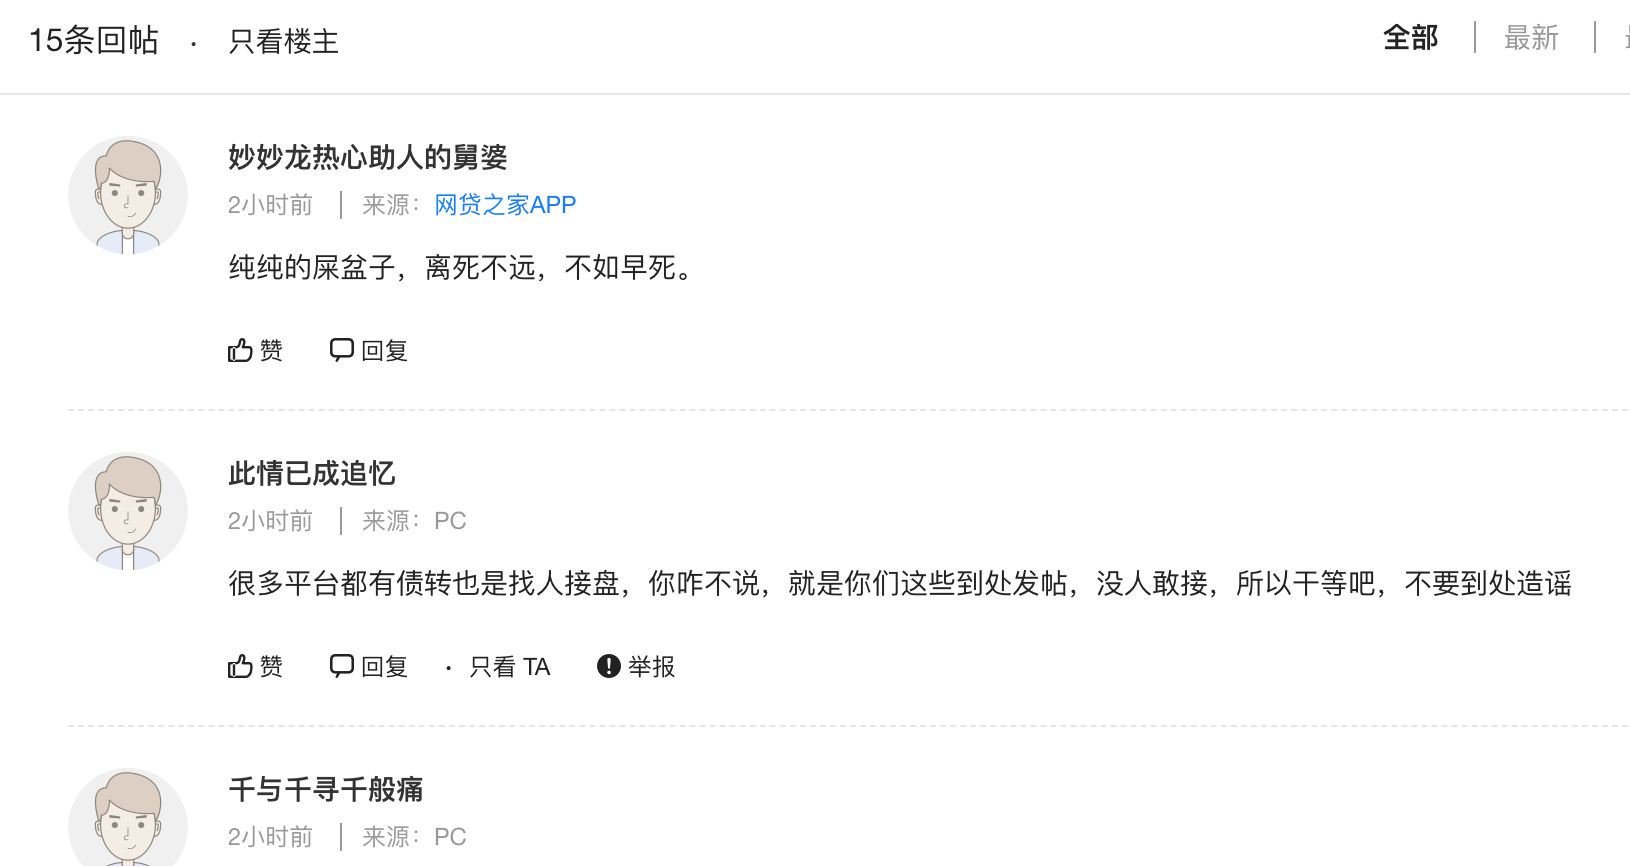 15条回帖 · 只看楼主 全部 | 最新 |
妙妙龙热心助人的舅婆
2小时前 | 来源：网贷之家APP
纯纯的屎盆子，离死不远，不如早死。
赞 回复
此情已成追忆
2小时前 | 来源：PC
很多平台都有债转也是找人接盘，你咋不说，就是你们这些到处发帖，没人敢接，所以干等吧，不要到处造谣
赞 回复 · 只看 TA 举报
千与千寻千般痛
2小时前 | 来源：PC